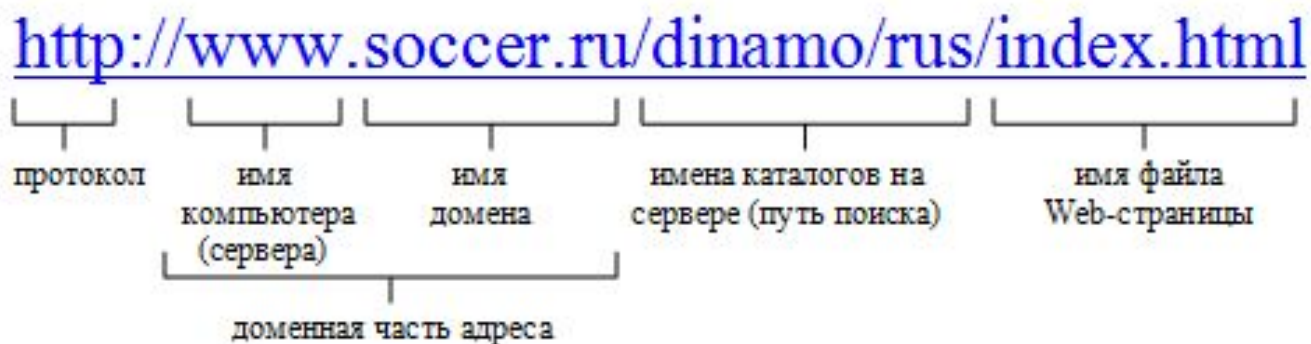 http://www.soccer.ru/dinamo/rus/index.html
протокол
имя
компьютера
(сервера)
имя
домена
имена каталогов на
сервере (путь поиска)
имя файла
Web-страницы
доменная часть адреса